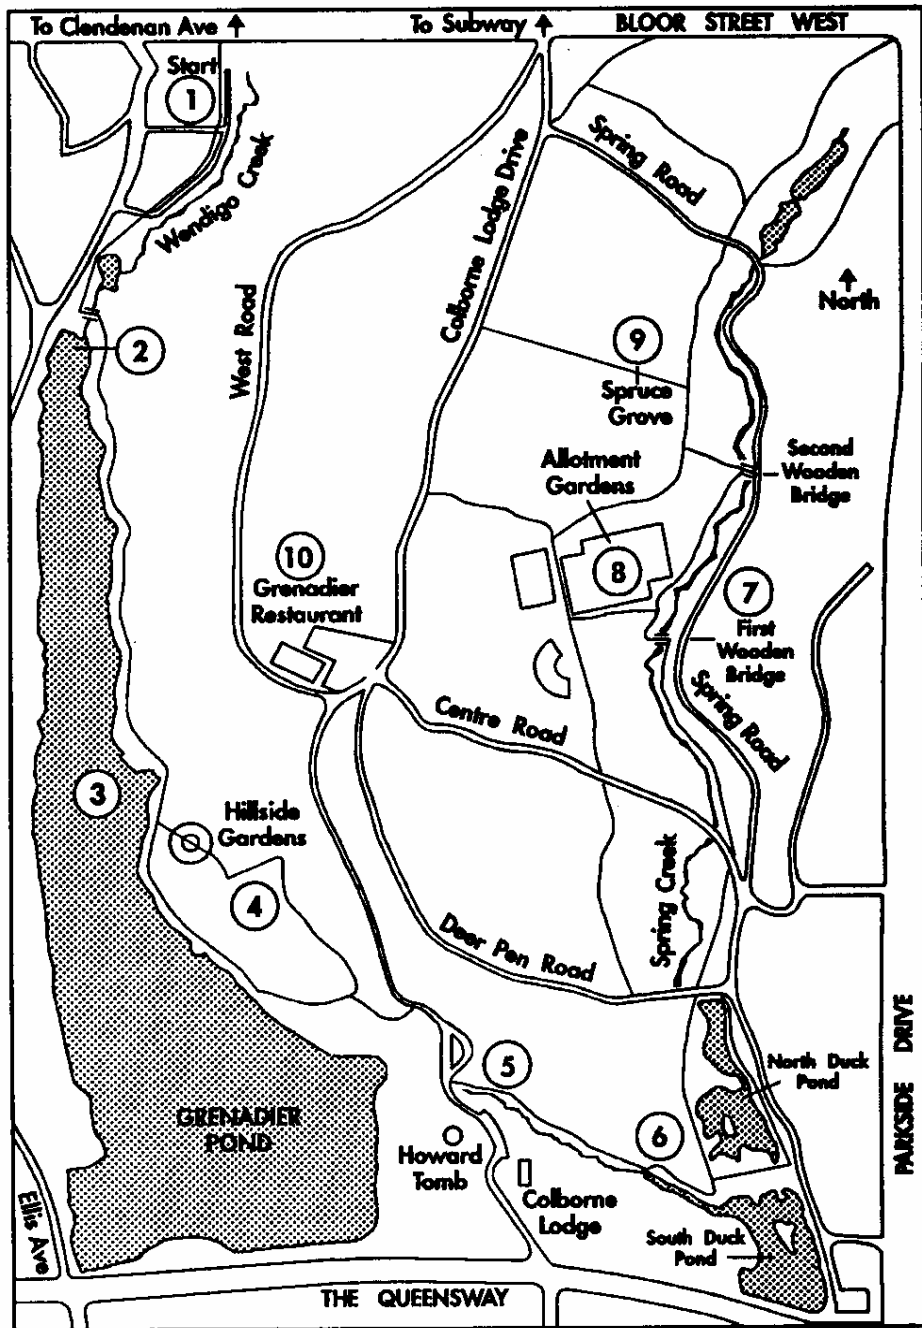 To Clendenan Ave
To Subway
BLOOR STREET WEST
Start
1
Wendigo Creek
Spring Road
Colborne Lodge Drive
North
West Road
2
9
Spruce
Grove
Allotment
Gardens
Second
Wooden
Bridge
10
Grenadier
Restaurant
8
7
First
Wooden
Bridge
Spring Road
Centre Road
3
Hillside
Gardens
4
Spring Creek
Deer Pen Road
PARKSIDE DRIVE
5
North Duck
Pond
GRENADIER
POND
6
Howard
Tomb
Colborne
Lodge
Ellis Ave
South Duck
Pond
THE QUEENSWAY